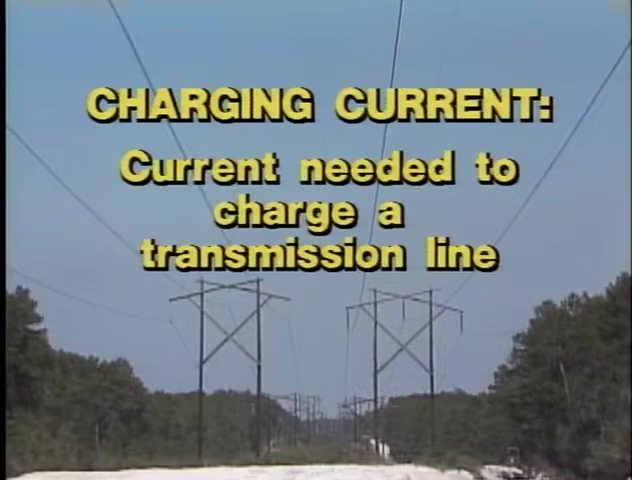 CHARGING CURRENT:
Current needed to
charge a
transmission line